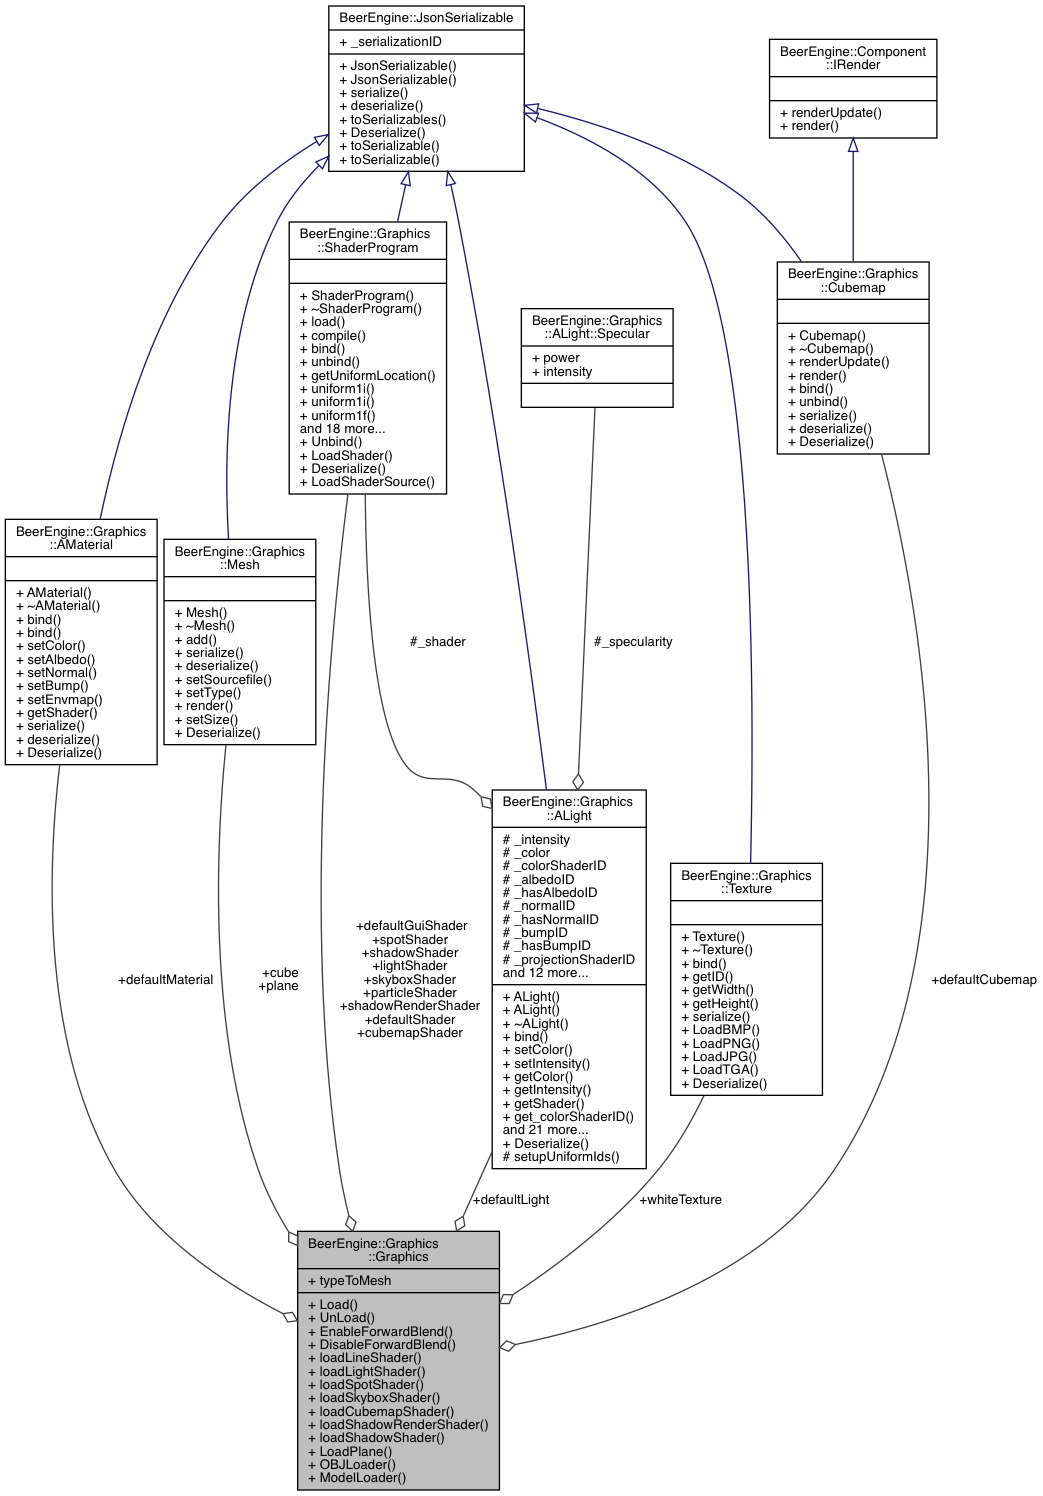 BeerEngine::JsonSerializable
+ _serializationID
+ JsonSerializable()
+ JsonSerializable()
+ serialize()
+ deserialize()
+ toSerializables()
+ Deserialize()
+ toSerializable()
+ toSerializable()
BeerEngine::Component
::IRender
+ renderUpdate()
+ render()
BeerEngine::Graphics
::ShaderProgram
+ ShaderProgram()
+ ~ShaderProgram()
+ load()
+ compile()
+ bind()
+ unbind()
+ getUniformLocation()
+ uniform1i()
+ uniform1i()
+ uniform1f()
and 18 more...
+ Unbind()
+ LoadShader()
+ Deserialize()
+ LoadShaderSource()
BeerEngine::Graphics
::ALight::Specular
+ power
+ intensity
BeerEngine::Graphics
::Cubemap
+ Cubemap()
+ ~Cubemap()
+ renderUpdate()
+ render()
+ bind()
+ unbind()
+ serialize()
+ deserialize()
+ Deserialize()
BeerEngine::Graphics
::AMaterial
+ AMaterial()
+ ~AMaterial()
+ bind()
+ bind()
+ setColor()
+ setAlbedo()
+ setNormal()
+ setBump()
+ setEnvmap()
+ getShader()
+ serialize()
+ deserialize()
+ Deserialize()
BeerEngine::Graphics
::Mesh
+ Mesh()
+ ~Mesh()
+ add()
+ serialize()
+ deserialize()
+ setSourcefile()
+ setType()
+ render()
+ setSize()
+ Deserialize()
#_shader
#_specularity
BeerEngine::Graphics
::ALight
# _intensity
# _color
# _colorShaderID
# _albedoID
# _hasAlbedoID
# _normalID
# _hasNormalID
# _bumpID
# _hasBumpID
# _projectionShaderID
and 12 more...
+ ALight()
+ ALight()
+ ~ALight()
+ bind()
+ setColor()
+ setIntensity()
+ getColor()
+ getIntensity()
+ getShader()
+ get_colorShaderID()
and 21 more...
+ Deserialize()
# setupUniformIds()
BeerEngine::Graphics
::Texture
+ Texture()
+ ~Texture()
+ bind()
+ getID()
+ getWidth()
+ getHeight()
+ serialize()
+ LoadBMP()
+ LoadPNG()
+ LoadJPG()
+ LoadTGA()
+ Deserialize()
+defaultMaterial
+cube
+plane
+defaultGuiShader
+spotShader
+shadowShader
+lightShader
+skyboxShader
+particleShader
+shadowRenderShader
+defaultShader
+cubemapShader
+defaultCubemap
+defaultLight
+whiteTexture
BeerEngine::Graphics
::Graphics
+ typeToMesh
+ Load()
+ UnLoad()
+ EnableForwardBlend()
+ DisableForwardBlend()
+ loadLineShader()
+ loadLightShader()
+ loadSpotShader()
+ loadSkyboxShader()
+ loadCubemapShader()
+ loadShadowRenderShader()
+ loadShadowShader()
+ LoadPlane()
+ OBJLoader()
+ ModelLoader()